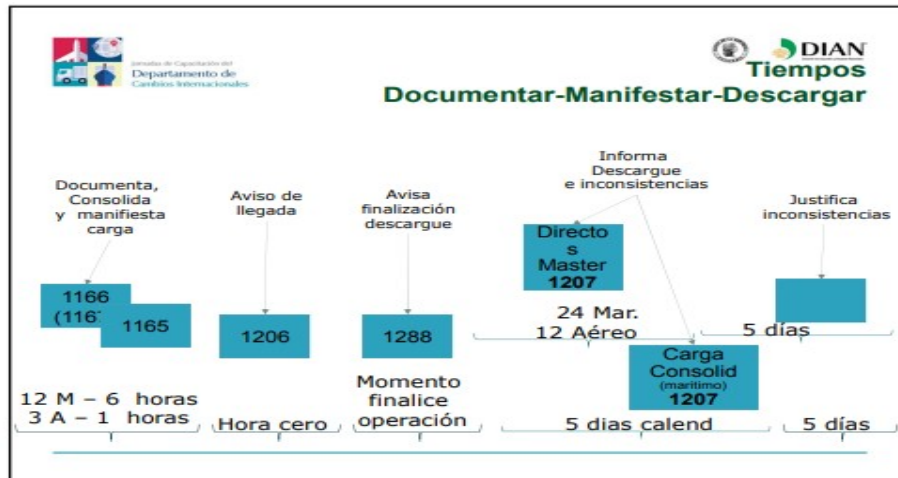 Jornadas de Capacitación del
Departamento de
Cambios Internacionales
DIAN
Tiempos
Documentar-Manifestar-Descargar
Documenta,
Consolida
y manifiesta
carga
Aviso de
llegada
Avisa
finalización
descargue
Informa
Descargue
e inconsistencias
Justifica
inconsistencias
1166
(1167
1165
1206
1288
Directo
s
Master
1207
24 Mar.
12 Aéreo
5 días
Carga
Consolid
(maritimo)
1207
12 M – 6 horas
3 A – 1 horas
Hora cero
Momento
finalice
operación
5 dias calend
5 días